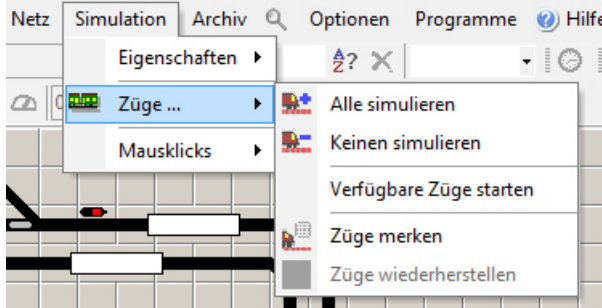 Netz Simulation Archiv Optionen Programme Hilfe
Eigenschaften
Züge ...
Mausklicks
Alle simulieren
Keinen simulieren
Verfügbare Züge starten
Züge merken
Züge wiederherstellen